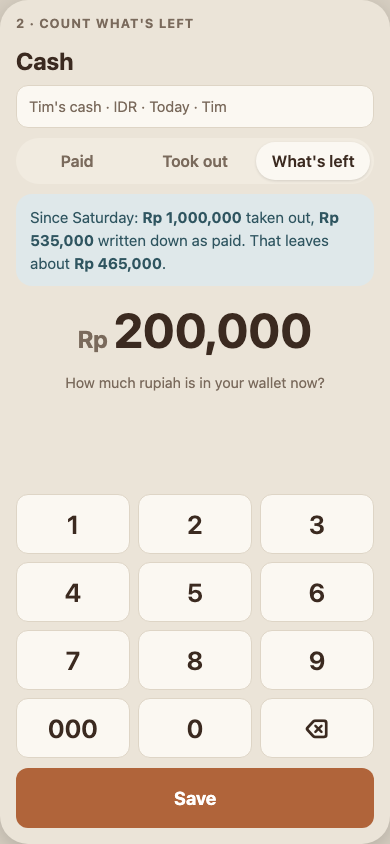 2 · COUNT WHAT'S LEFT
Cash
Tim's cash · IDR · Today · Tim
Paid
Took out
What's left
Since Saturday: Rp 1,000,000 taken out, Rp
535,000 written down as paid. That leaves
about Rp 465,000.
Rp 200,000
How much rupiah is in your wallet now?
1
2
3
4
5
6
7
8
9
000
0
Save